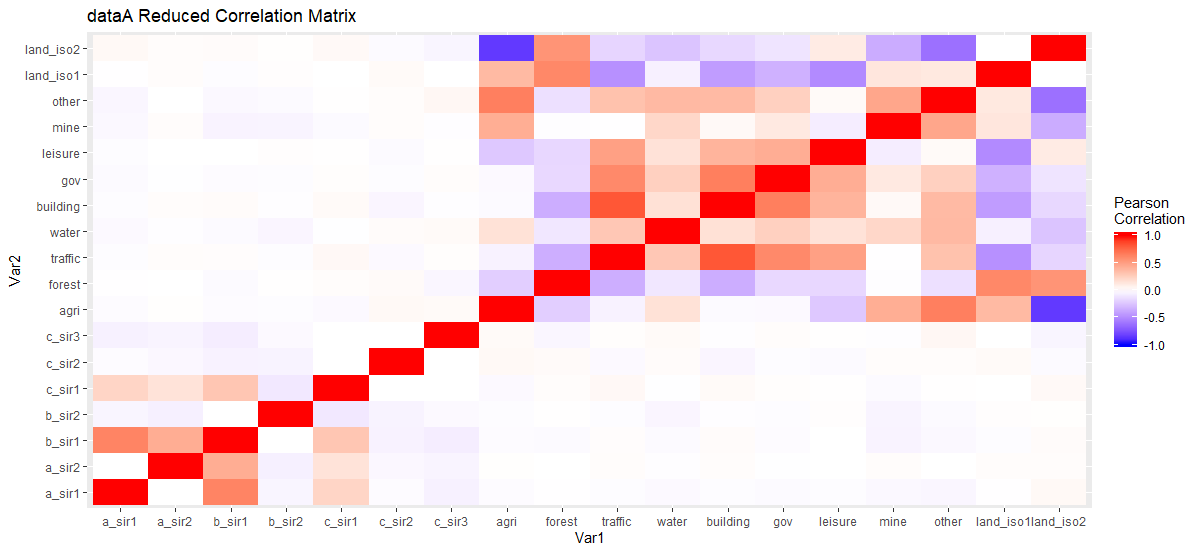 dataA Reduced Correlation Matrix
land_iso2
land_iso1
other
mine
leisure
gov
building
water
traffic
forest
agri
c_sir3
c_sir2
c_sir1
b_sir2
b_sir1
a_sir2
a_sir1
Var2
a_sir1 a_sir2 b_sir1 b_sir2 c_sir1 c_sir2 c_sir3 agri forest traffic water building gov leisure mine other land_iso1 land_iso2
Var1
Pearson
Correlation
1.0
0.5
0.0
-0.5
-1.0